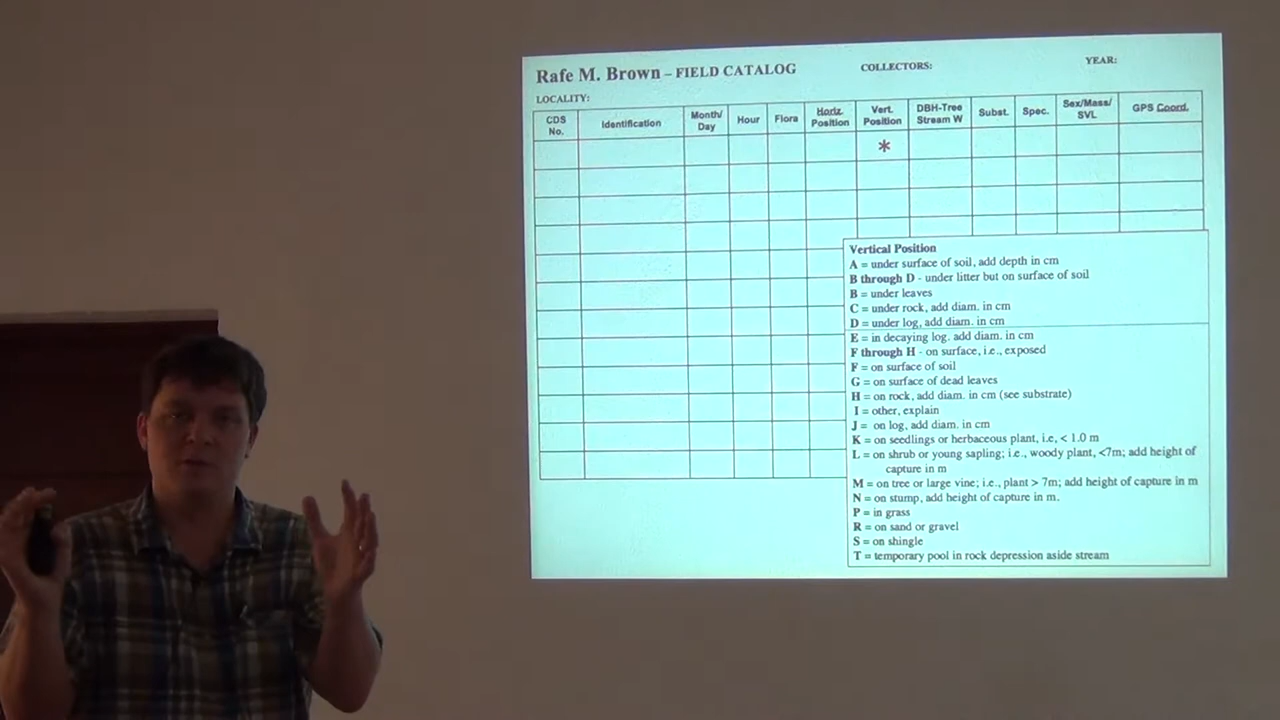 Rafe M. Brown – FIELD CATALOG COLLECTORS: YEAR:
LOCALITY:
CDS No. Identification Month/ Day Hour Flora Horiz. Position Vert. Position DBH-Tree Stream W Subst. Spec. Sex/Mass/ SVL GPS Coord.
*
Vertical Position
A = under surface of soil, add depth in cm
B through D - under litter but on surface of soil
B = under leaves
C = under rock, add diam. in cm
D = under log, add diam. in cm
E = in decaying log. add diam. in cm
F through H - on surface, i.e., exposed
F = on surface of soil
G = on surface of dead leaves
H = on rock, add diam. in cm (see substrate)
I = other, explain
J = on log, add diam. in cm
K = on seedlings or herbaceous plant, i.e, < 1.0 m
L = on shrub or young sapling; i.e., woody plant, <7m; add height of
capture in m
M = on tree or large vine; i.e., plant > 7m; add height of capture in m
N = on stump, add height of capture in m.
P = in grass
R = on sand or gravel
S = on shingle
T = temporary pool in rock depression aside stream